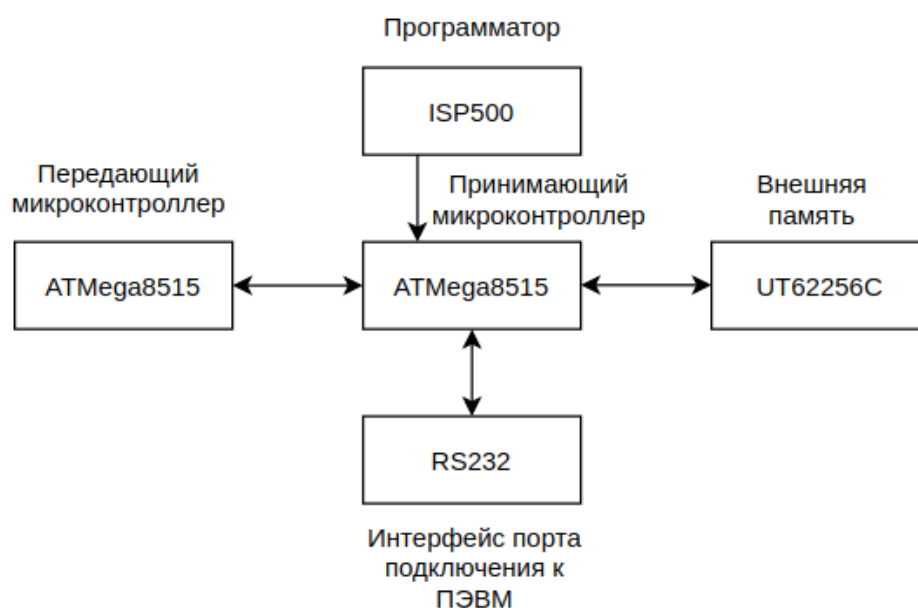 Программатор
ISP500
Передающий
микроконтроллер
Принимающий
микроконтроллер
Внешняя
память
ATMega8515
ATMega8515
UT62256C
RS232
Интерфейс порта
подключения к
ПЭВМ